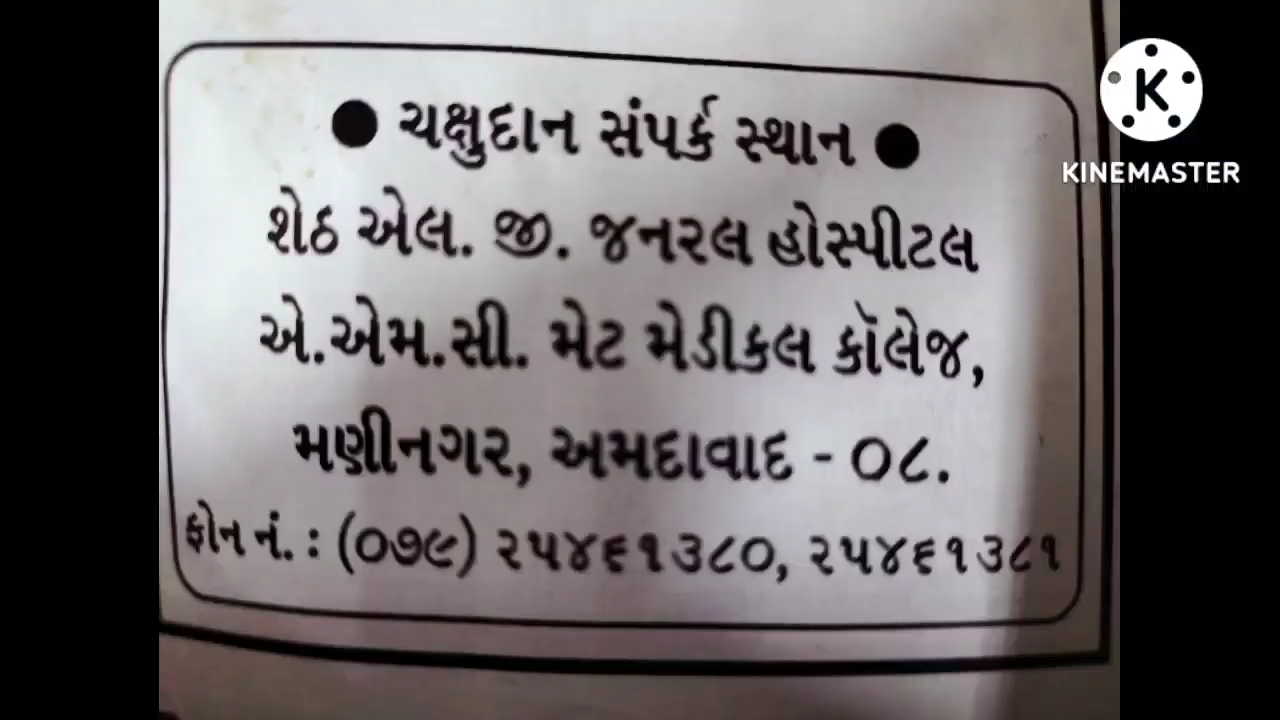 ● ચક્ષુદાન સંપર્ક સ્થાન ●
શેઠ એલ. જી. જનરલ હોસ્પીટલ
એ.એમ.સી. મેટ મેડીકલ કૉલેજ,
મણીનગર, અમદાવાદ - ૦૮.
ફોન નં. : (૦૭૯) ૨૫૪૬૧૩૮૦, ૨૫૪૬૧૩૮૧
K
KINEMASTER